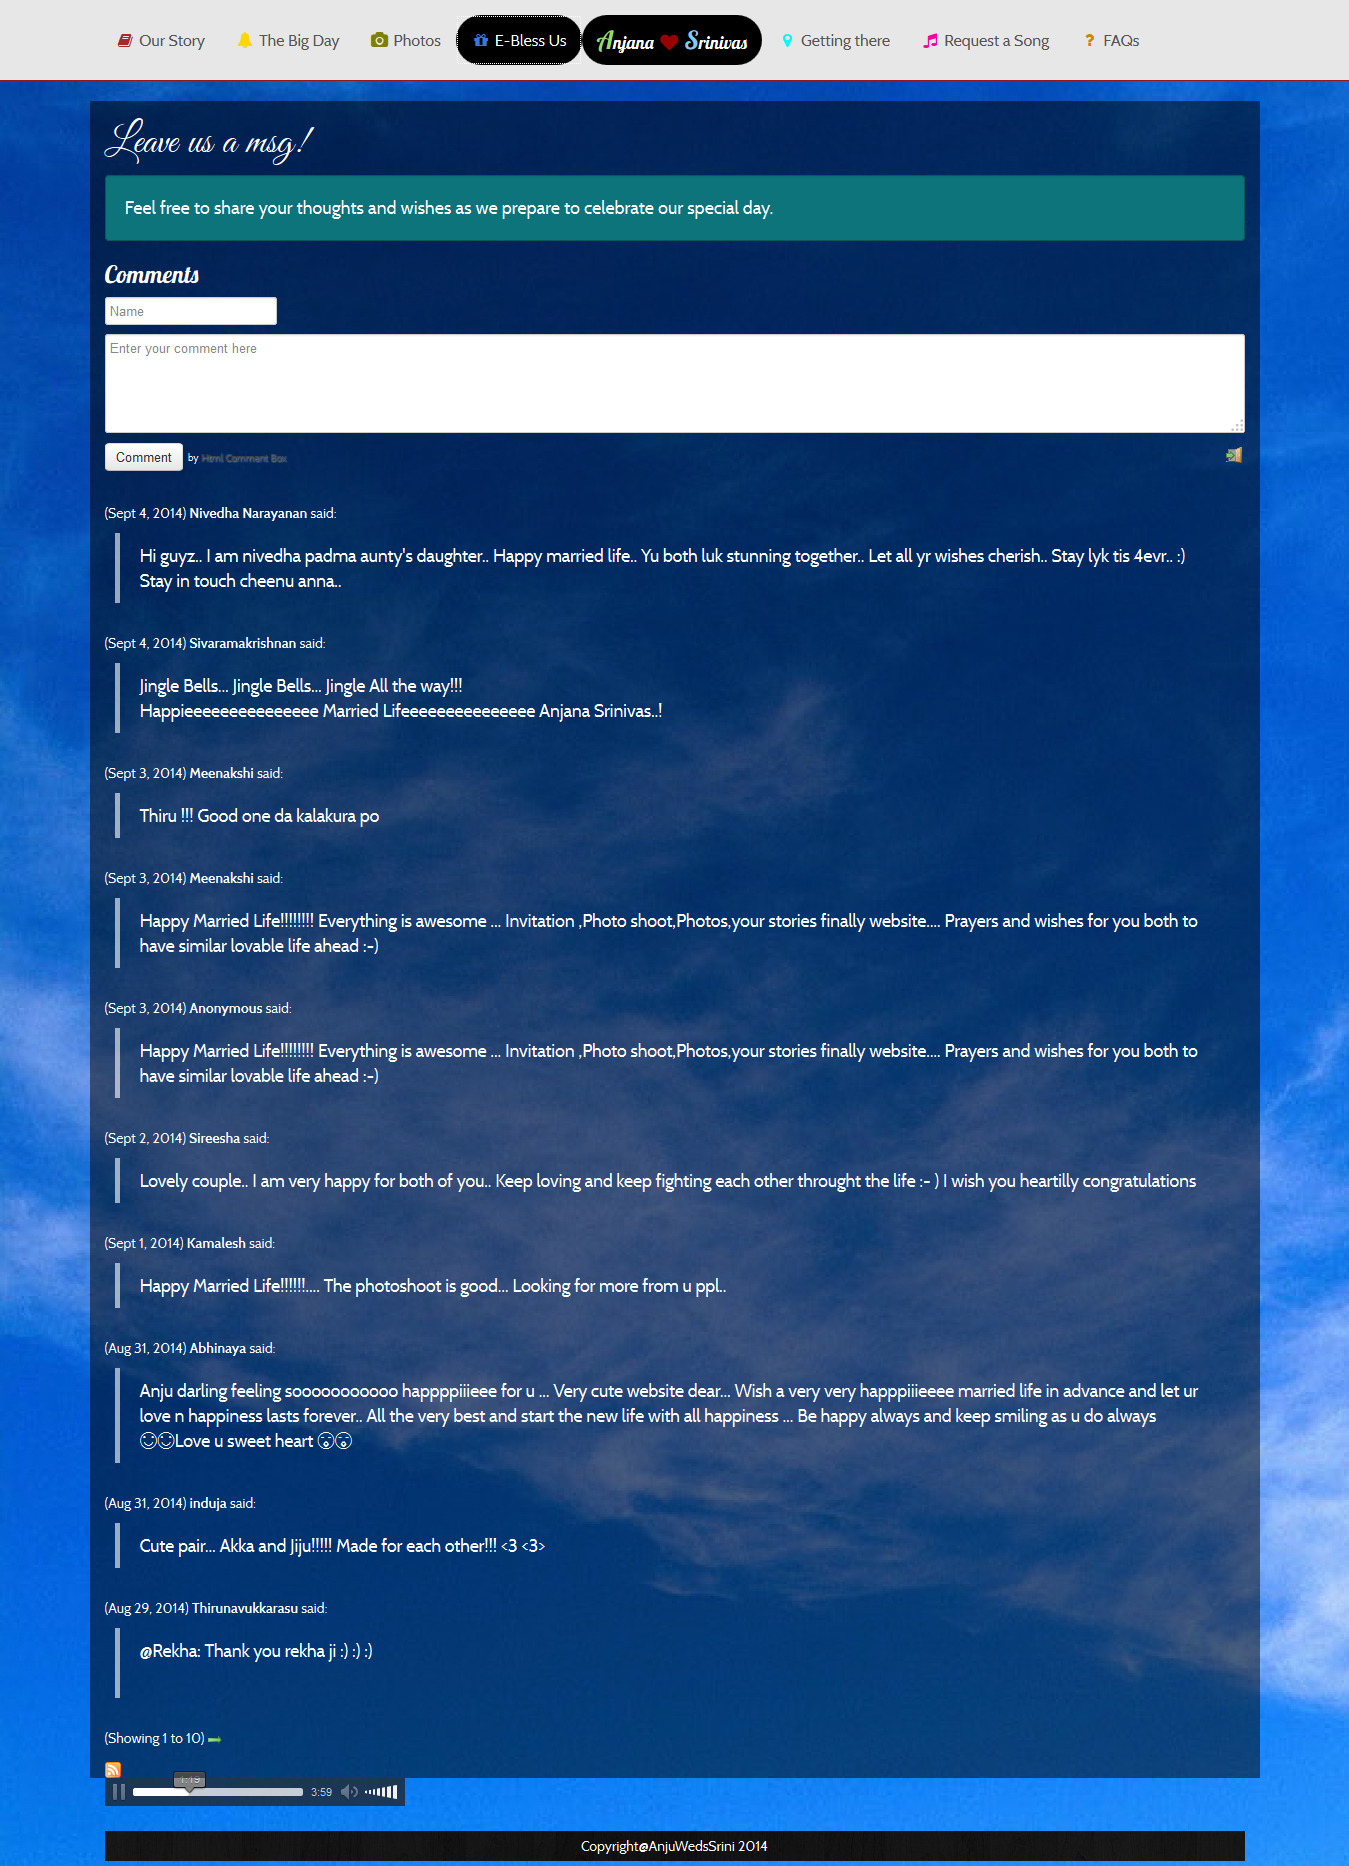 Our Story The Big Day Photos E-Bless Us Anjana Srinivas Getting there Request a Song ? FAQs
Leave us a msg!
Feel free to share your thoughts and wishes as we prepare to celebrate our special day.
Comments
Name
Enter your comment here
Comment by Html Comment Box
(Sept 4, 2014) Nivedha Narayanan said:
Hi guyz.. I am nivedha padma aunty's daughter.. Happy married life.. Yu both luk stunning together.. Let all yr wishes cherish.. Stay lyk tis 4evr.. :)
Stay in touch cheenu anna..
(Sept 4, 2014) Sivaramakrishnan said:
Jingle Bells... Jingle Bells... Jingle All the way!!!
Happieeeeeeeeeeeeeee Married Lifeeeeeeeeeeeeeee Anjana Srinivas..!
(Sept 3, 2014) Meenakshi said:
Thiru !!! Good one da kalakura po
(Sept 3, 2014) Meenakshi said:
Happy Married Life!!!!!!!! Everything is awesome ... Invitation ,Photo shoot,Photos,your stories finally website.... Prayers and wishes for you both to
have similar lovable life ahead :-)
(Sept 3, 2014) Anonymous said:
Happy Married Life!!!!!!!! Everything is awesome ... Invitation ,Photo shoot,Photos,your stories finally website.... Prayers and wishes for you both to
have similar lovable life ahead :-)
(Sept 2, 2014) Sireesha said:
Lovely couple.. I am very happy for both of you.. Keep loving and keep fighting each other throught the life :- ) I wish you heartilly congratulations
(Sept 1, 2014) Kamalesh said:
Happy Married Life!!!!!!.... The photoshoot is good... Looking for more from u ppl..
(Aug 31, 2014) Abhinaya said:
Anju darling feeling sooooooooooo happppiiieee for u ... Very cute website dear... Wish a very very happpiiieeee married life in advance and let ur
love n happiness lasts forever.. All the very best and start the new life with all happiness ... Be happy always and keep smiling as u do always
Love u sweet heart
(Aug 31, 2014) induja said:
Cute pair... Akka and Jiju!!!!! Made for each other!!! <3 <3>
(Aug 29, 2014) Thirunavukkarasu said:
@Rekha: Thank you rekha ji :) :) :)
(Showing 1 to 10)
1:19
3:59
Copyright@AnjuWedsSrini 2014